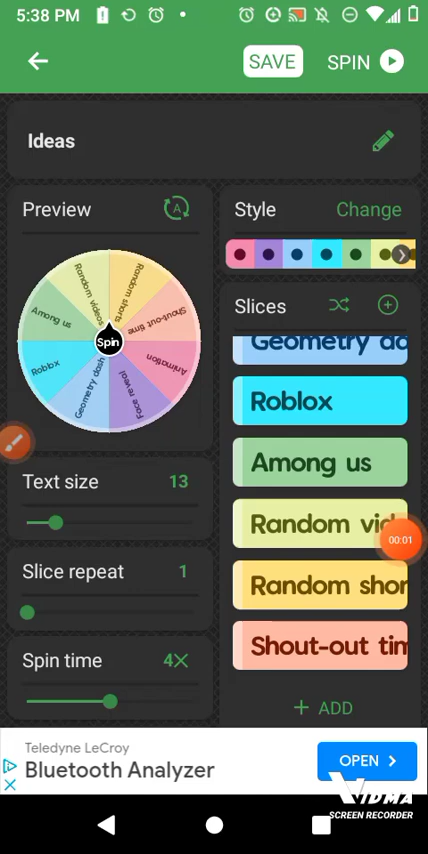 5:38 PM
SAVE
SPIN
Ideas
Preview
A
Random videos
Random shorts
Among us
Shout-out time
Spin
Roblox
Animation
Geometry dash
Face reveal
Text size 13
Slice repeat 1
Spin time 4×
Style Change
Slices
Geometry da
Roblox
Among us
Random vid
00:01
Random shor
Shout-out tim
+ ADD
Teledyne LeCroy
Bluetooth Analyzer
OPEN
VIDMA
SCREEN RECORDER